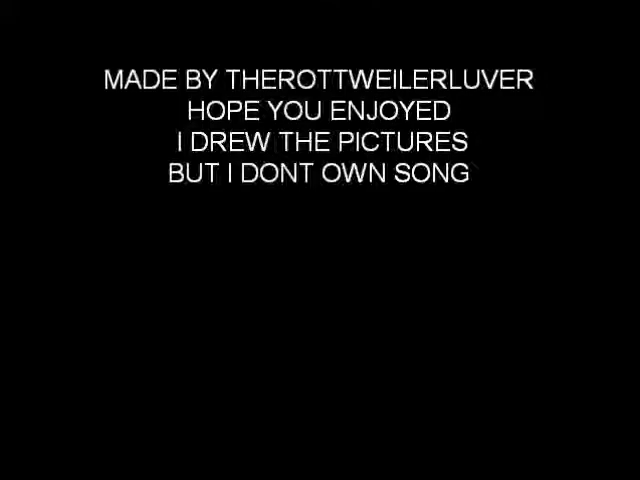 MADE BY THEROTTWEILERLUVER
HOPE YOU ENJOYED
I DREW THE PICTURES
BUT I DONT OWN SONG